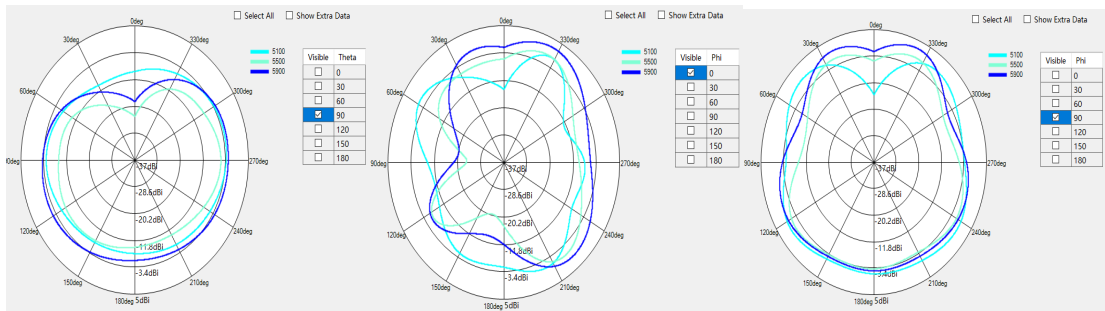 Select All Show Extra Data
0deg
30deg 330deg
5100
5500
5900
Visible Theta
0
30
60
90
120
150
180
60deg 300deg
0deg 270deg
-37dBi
-28.6dBi
-20.2dBi
-11.8dBi
-3.4dBi
120deg 240deg
150deg 210deg
180deg 5dBi
Select All Show Extra Data
0deg
30deg 330deg
5100
5500
5900
Visible Phi
0
30
60
90
120
150
180
60deg 300deg
90deg 270deg
-37dBi
-28.6dBi
-20.2dBi
-11.8dBi
-3.4dBi
120deg 240deg
150deg 210deg
180deg 5dBi
Select All Show Extra Data
0deg
30deg 330deg
5100
5500
5900
Visible Phi
0
30
60
90
120
150
180
60deg 300deg
90deg 270deg
-37dBi
-28.6dBi
-20.2dBi
-11.8dBi
-3.4dBi
120deg 240deg
150deg 210deg
180deg 5dBi